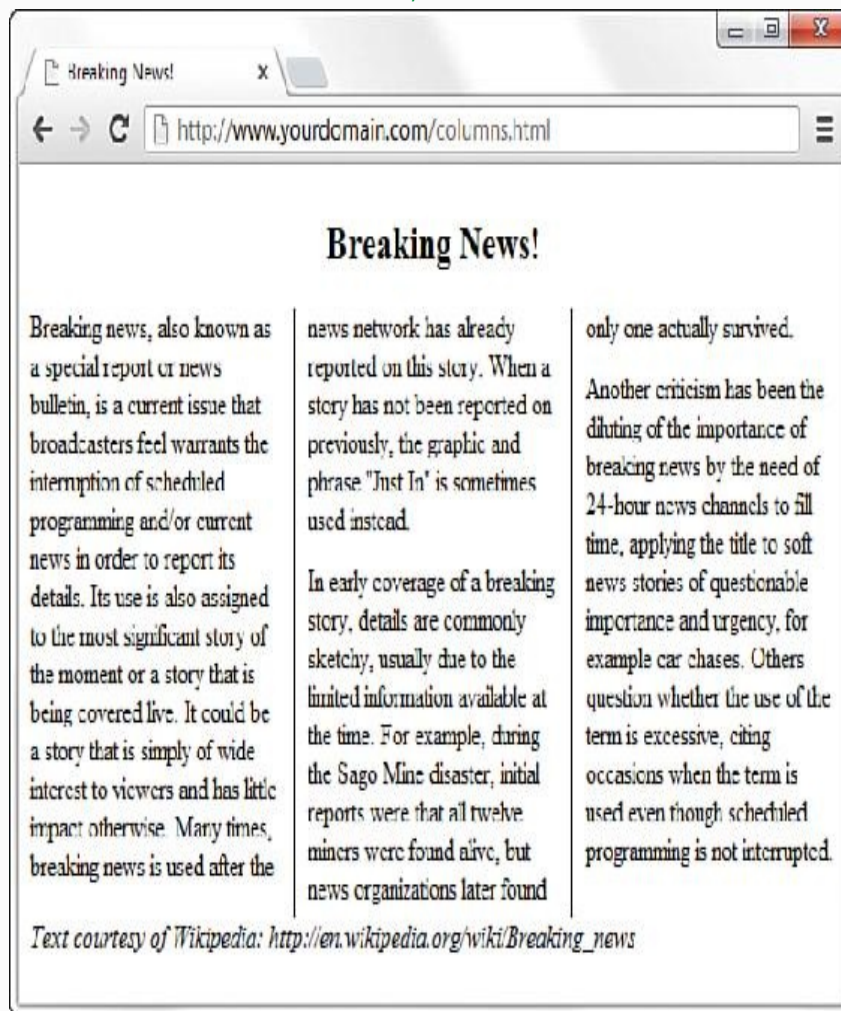 Breaking News!
http://www.yourdomain.com/columns.html
Breaking News!
Breaking news, also known as
a special report or news
bulletin, is a current issue that
broadcasters feel warrants the
interruption of scheduled
programming and/or current
news in order to report its
details. Its use is also assigned
to the most significant story of
the moment or a story that is
being covered live. It could be
a story that is simply of wide
interest to viewers and has little
impact otherwise. Many times,
breaking news is used after the
news network has already
reported on this story. When a
story has not been reported on
previously, the graphic and
phrase "Just In" is sometimes
used instead.
In early coverage of a breaking
story, details are commonly
sketchy, usually due to the
limited information available at
the time. For example, during
the Sago Mine disaster, initial
reports were that all twelve
miners were found alive, but
news organizations later found
only one actually survived.
Another criticism has been the
diluting of the importance of
breaking news by the need of
24-hour news channels to fill
time, applying the title to soft
news stories of questionable
importance and urgency, for
example car chases. Others
question whether the use of the
term is excessive, citing
occasions when the term is
used even though scheduled
programming is not interrupted.
Text courtesy of Wikipedia: http://en.wikipedia.org/wiki/Breaking_news